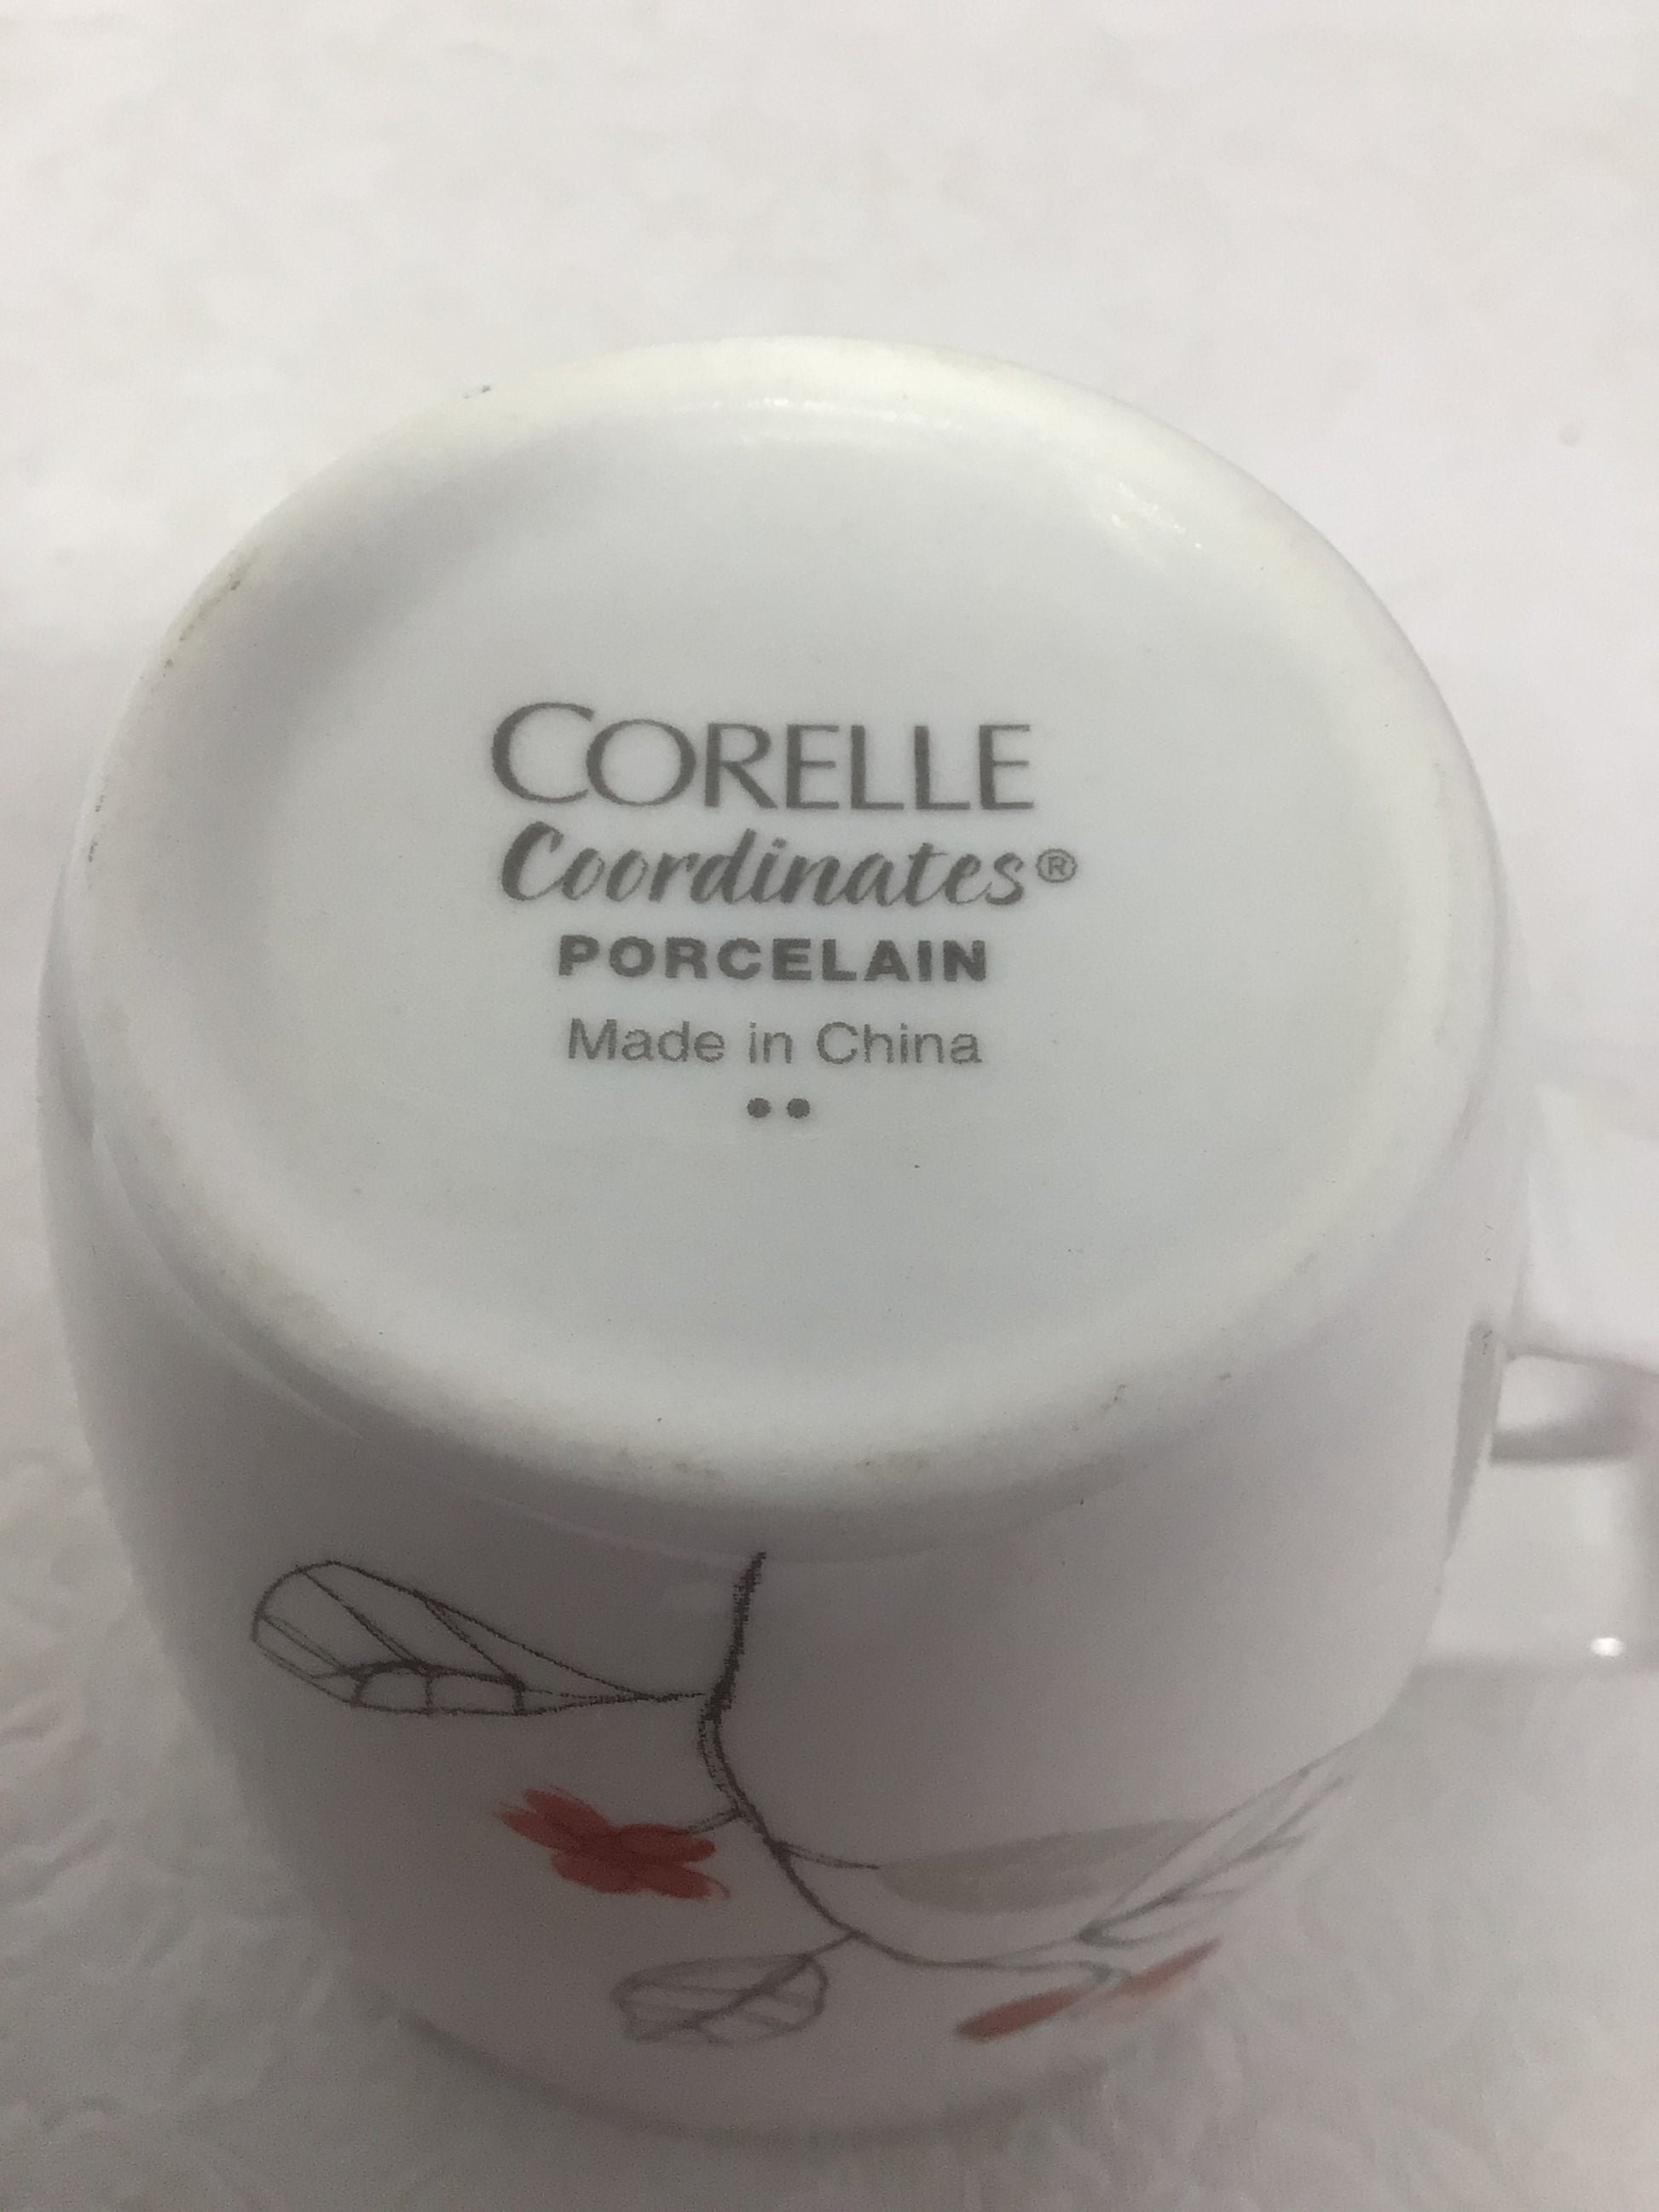 CORELLE
Coordinates®
PORCELAIN
Made in China
••